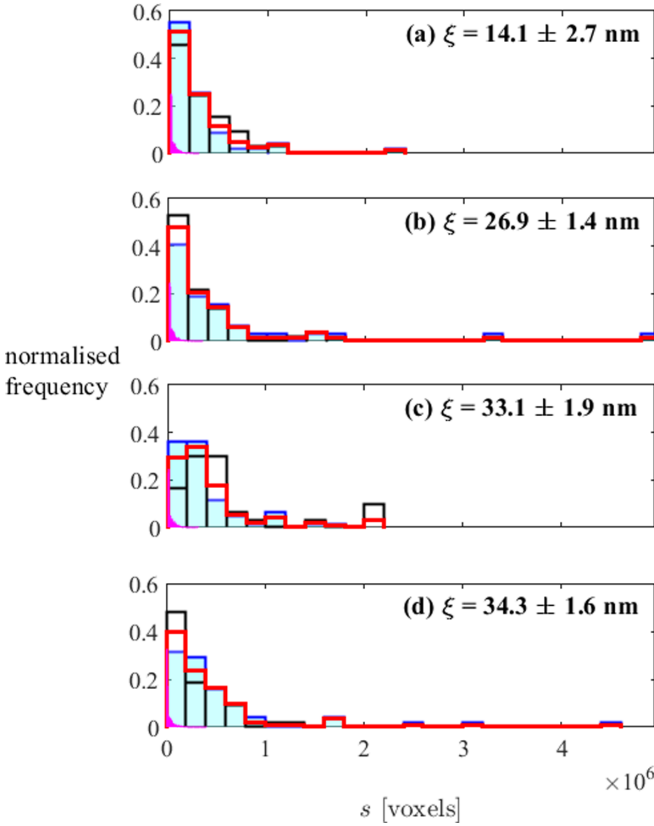 0.6
(a) ξ = 14.1 ± 2.7 nm
0.4
0.2
0
0.6
(b) ξ = 26.9 ± 1.4 nm
0.4
0.2
0
normalised
frequency
0.6
(c) ξ = 33.1 ± 1.9 nm
0.4
0.2
0
0.6
(d) ξ = 34.3 ± 1.6 nm
0.4
0.2
0
0 1 2 3 4
×10⁶
s [voxels]